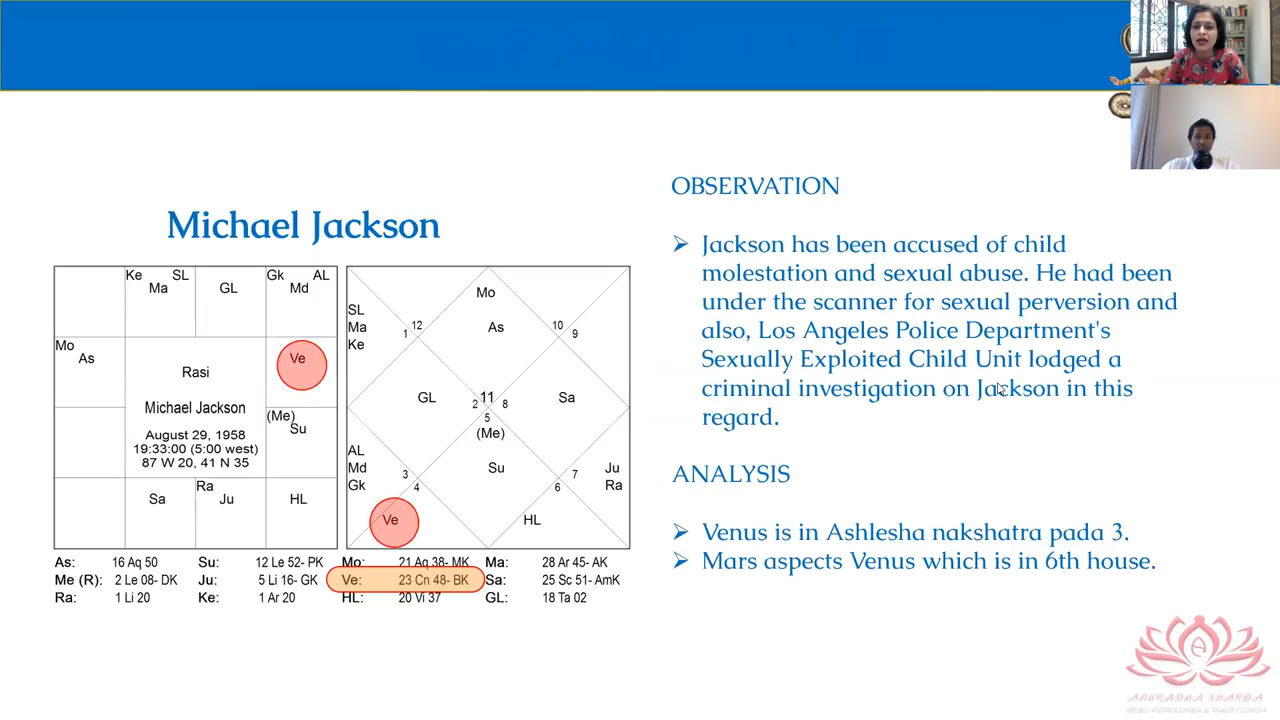 Michael Jackson
Ke SL
Ma
GL
Gk AL
Md
Mo
As
Rasi
Ve
Michael Jackson
August 29, 1958
19:33:00 (5:00 west)
87 W 20, 41 N 35
(Me)
Su
Sa
Ra
Ju
HL
Mo
SL
Ma
Ke
12
1
As
10
9
GL
11
2
8
5
(Me)
Sa
AL
Md
Gk
3
4
Su
7
6
Ju
Ra
Ve
HL
As: 16 Aq 50 Su: 12 Le 52- PK Mo: 21 Aq 38- MK Ma: 28 Ar 45- AK
Me (R): 2 Le 08- DK Ju: 5 Li 16- GK Ve: 23 Cn 48- BK Sa: 25 Sc 51- AmK
Ra: 1 Li 20 Ke: 1 Ar 20 HL: 20 Vi 37 GL: 18 Ta 02
OBSERVATION
Jackson has been accused of child
molestation and sexual abuse. He had been
under the scanner for sexual perversion and
also, Los Angeles Police Department's
Sexually Exploited Child Unit lodged a
criminal investigation on Jackson in this
regard.
ANALYSIS
Venus is in Ashlesha nakshatra pada 3.
Mars aspects Venus which is in 6th house.
ANURADHA SHARDA